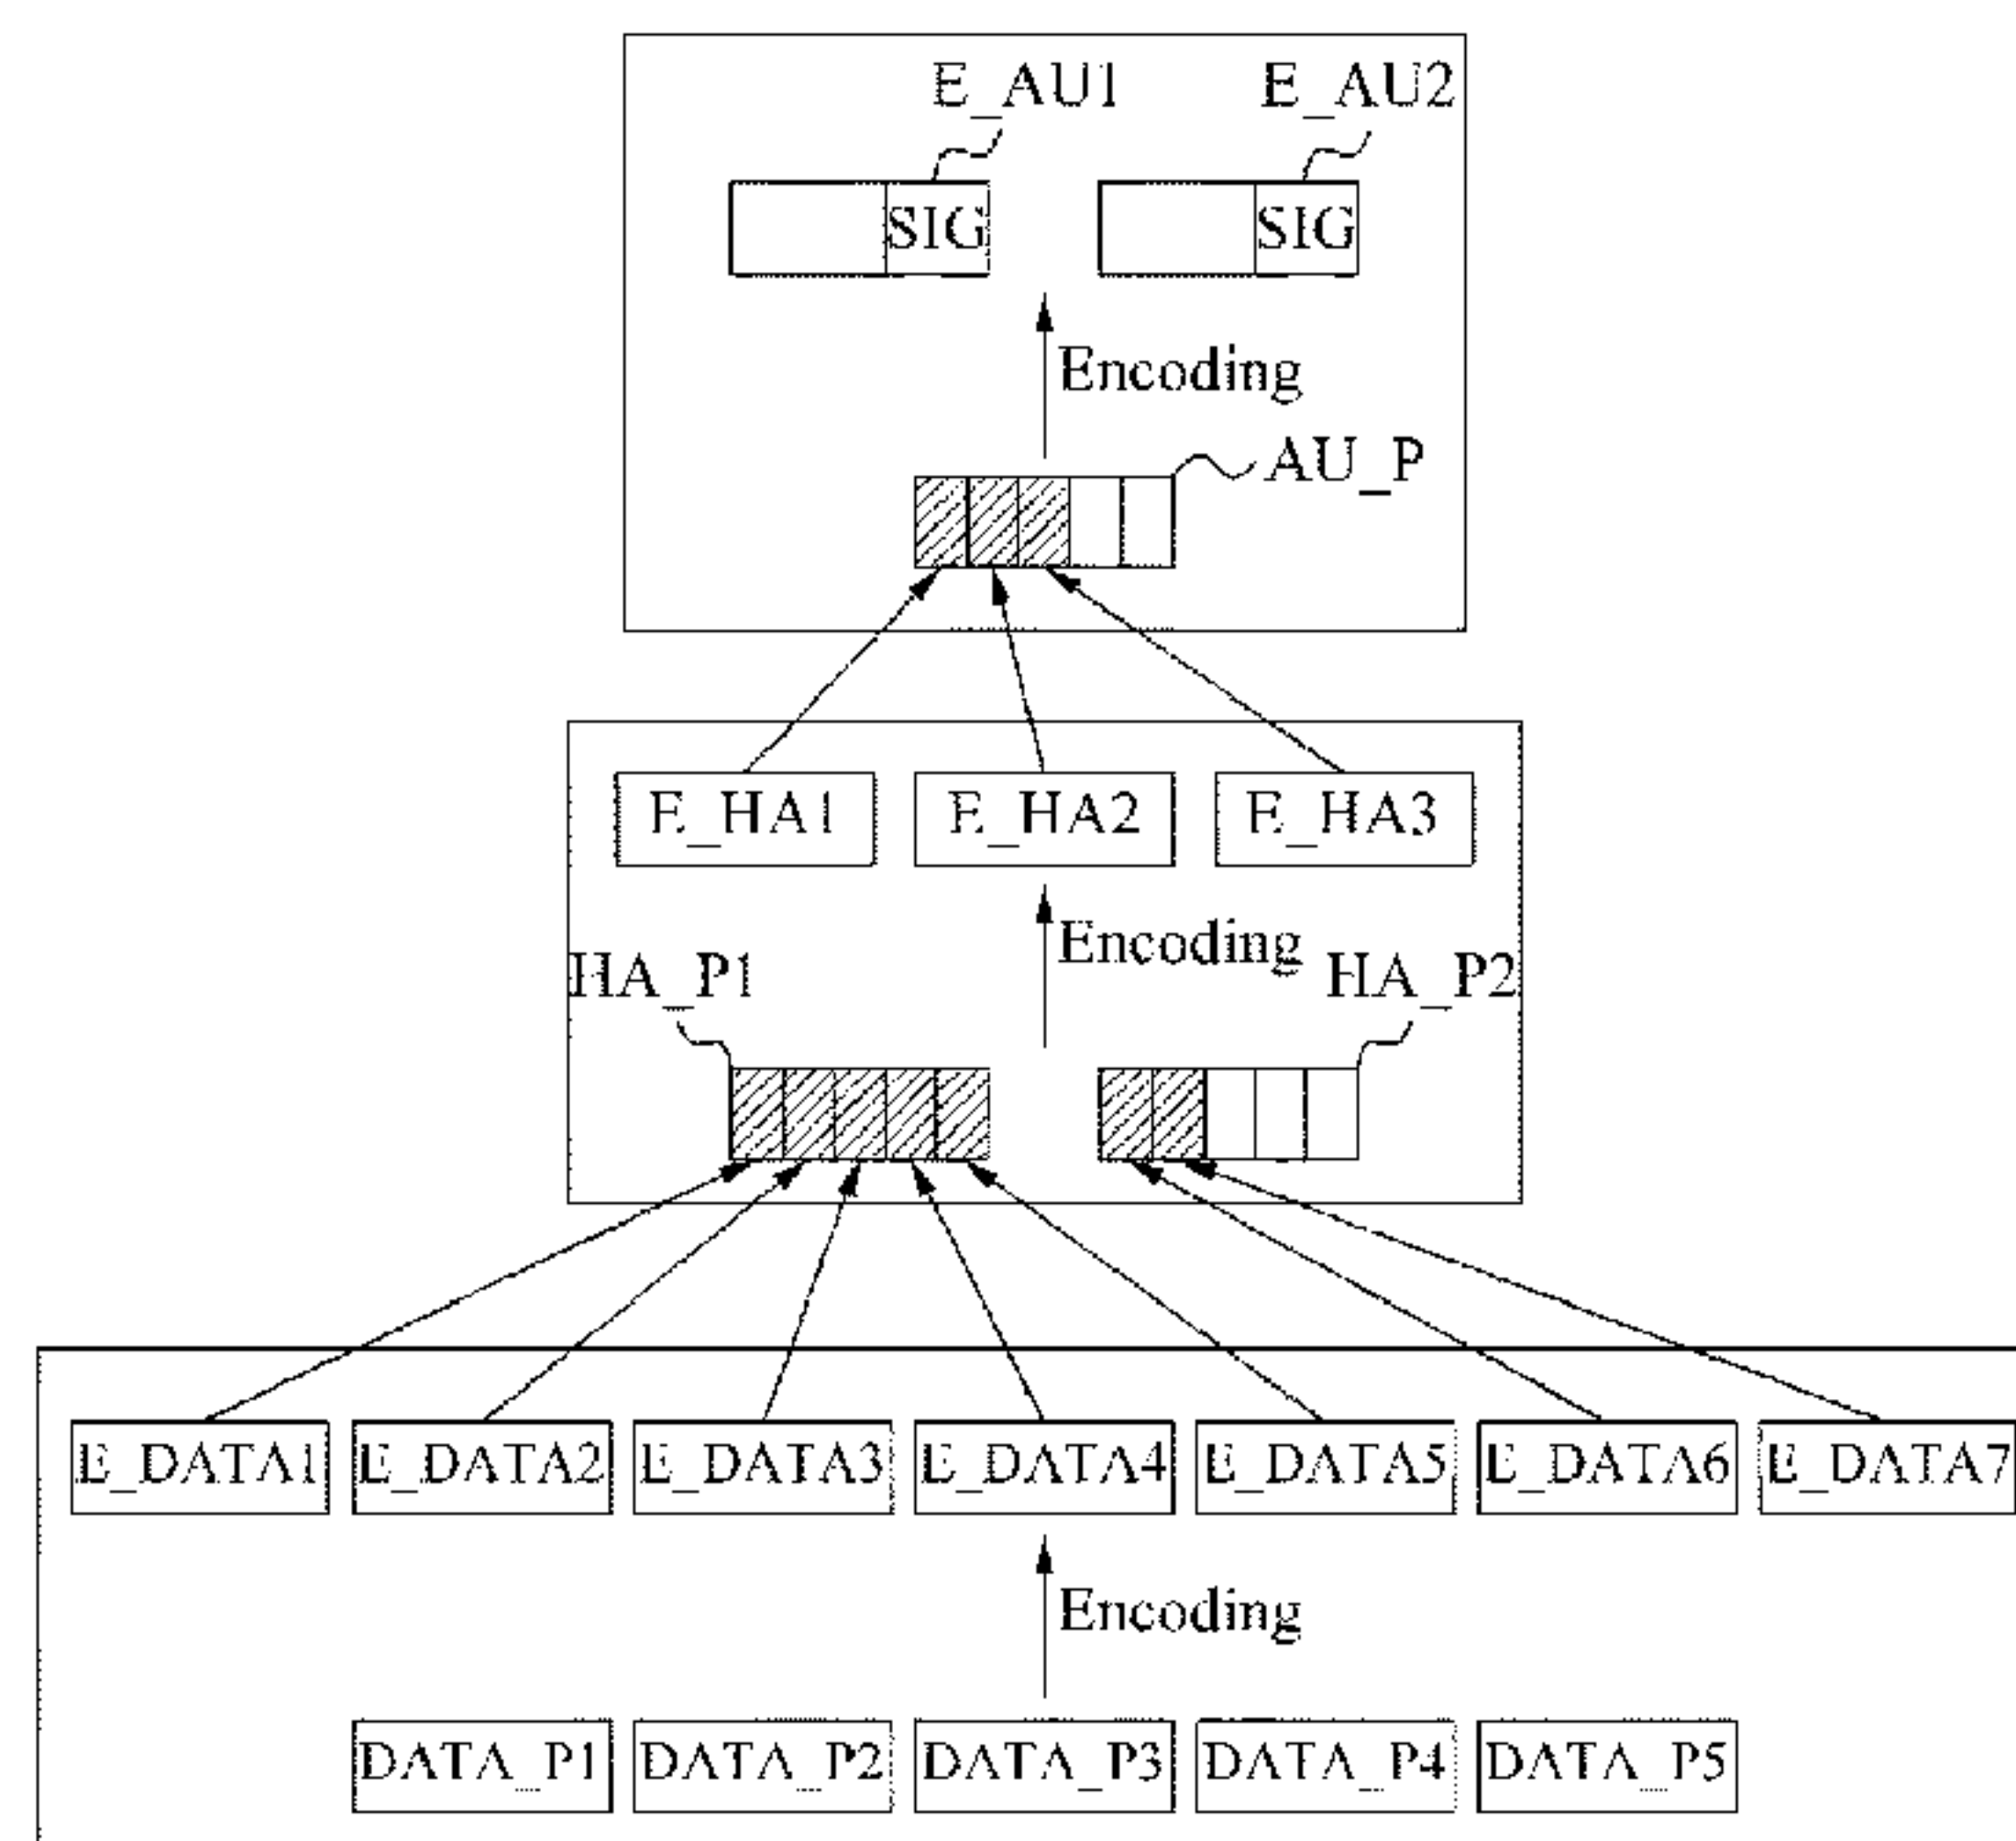 E_AU1 E_AU2
SIG SIG
Encoding
AU_P
E_HA1 E_HA2 E_HA3
Encoding
HA_P1 HA_P2
E_DATA1 E_DATA2 E_DATA3 E_DATA4 E_DATA5 E_DATA6 E_DATA7
Encoding
DATA_P1 DATA_P2 DATA_P3 DATA_P4 DATA_P5